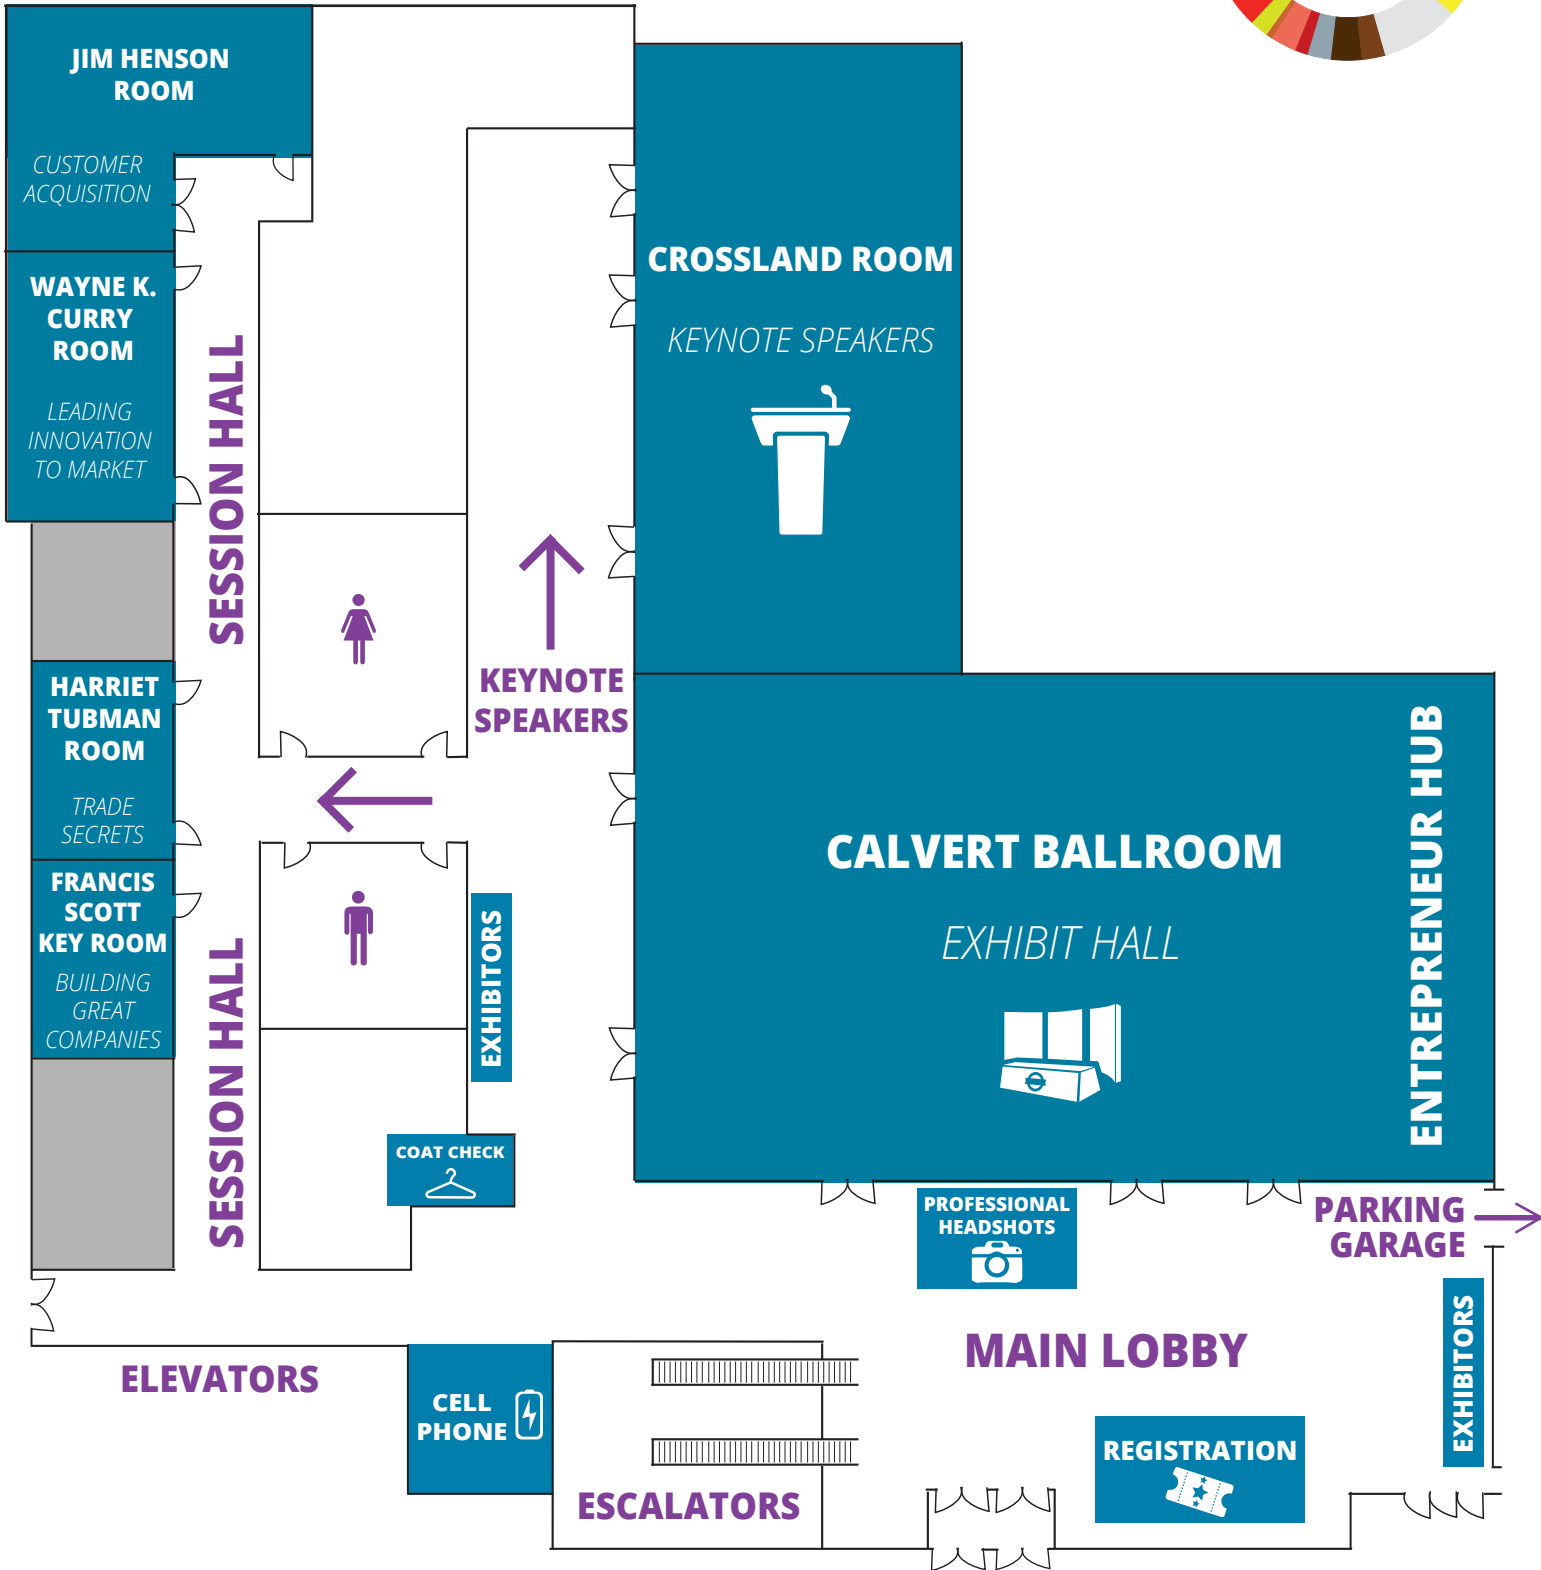 JIM HENSON
ROOM
CUSTOMER
ACQUISITION
WAYNE K.
CURRY
ROOM
LEADING
INNOVATION
TO MARKET
SESSION HALL
CROSSLAND ROOM
KEYNOTE SPEAKERS
KEYNOTE
SPEAKERS
HARRIET
TUBMAN
ROOM
TRADE
SECRETS
FRANCIS
SCOTT
KEY ROOM
BUILDING
GREAT
COMPANIES
SESSION HALL
EXHIBITORS
COAT CHECK
CALVERT BALLROOM
EXHIBIT HALL
ENTREPRENEUR HUB
PROFESSIONAL
HEADSHOTS
PARKING
GARAGE
MAIN LOBBY
EXHIBITORS
ELEVATORS
CELL
PHONE
ESCALATORS
REGISTRATION